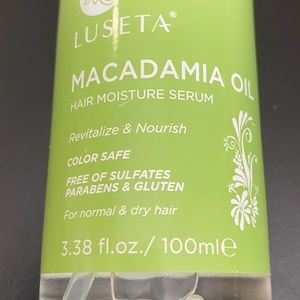 LUSETA®
MACADAMIA OIL
HAIR MOISTURE SERUM
Revitalize & Nourish
COLOR SAFE
FREE OF SULFATES
PARABENS & GLUTEN
For normal & dry hair
3.38 fl.oz./ 100ml℮